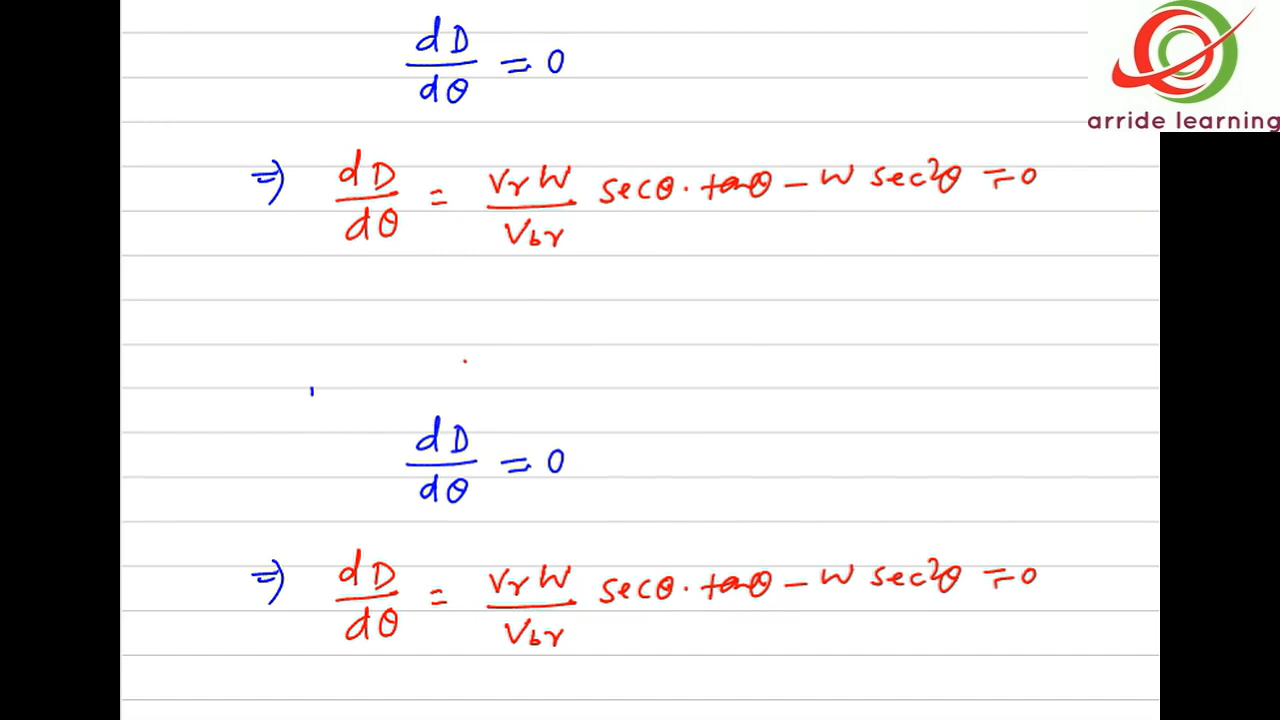 dD/dθ = 0
arride learning
⇒ dD/dθ = VrW/Vbr secθ · tanθ - W sec²θ = 0
dD/dθ = 0
⇒ dD/dθ = VrW/Vbr secθ · tanθ - W sec²θ = 0